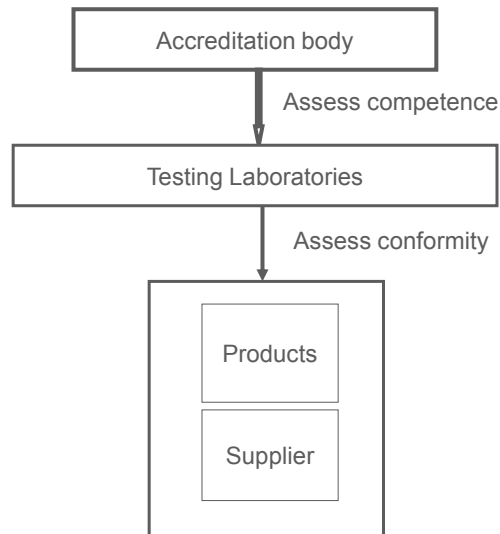 Accreditation body
Assess competence
Testing Laboratories
Assess conformity
Products
Supplier